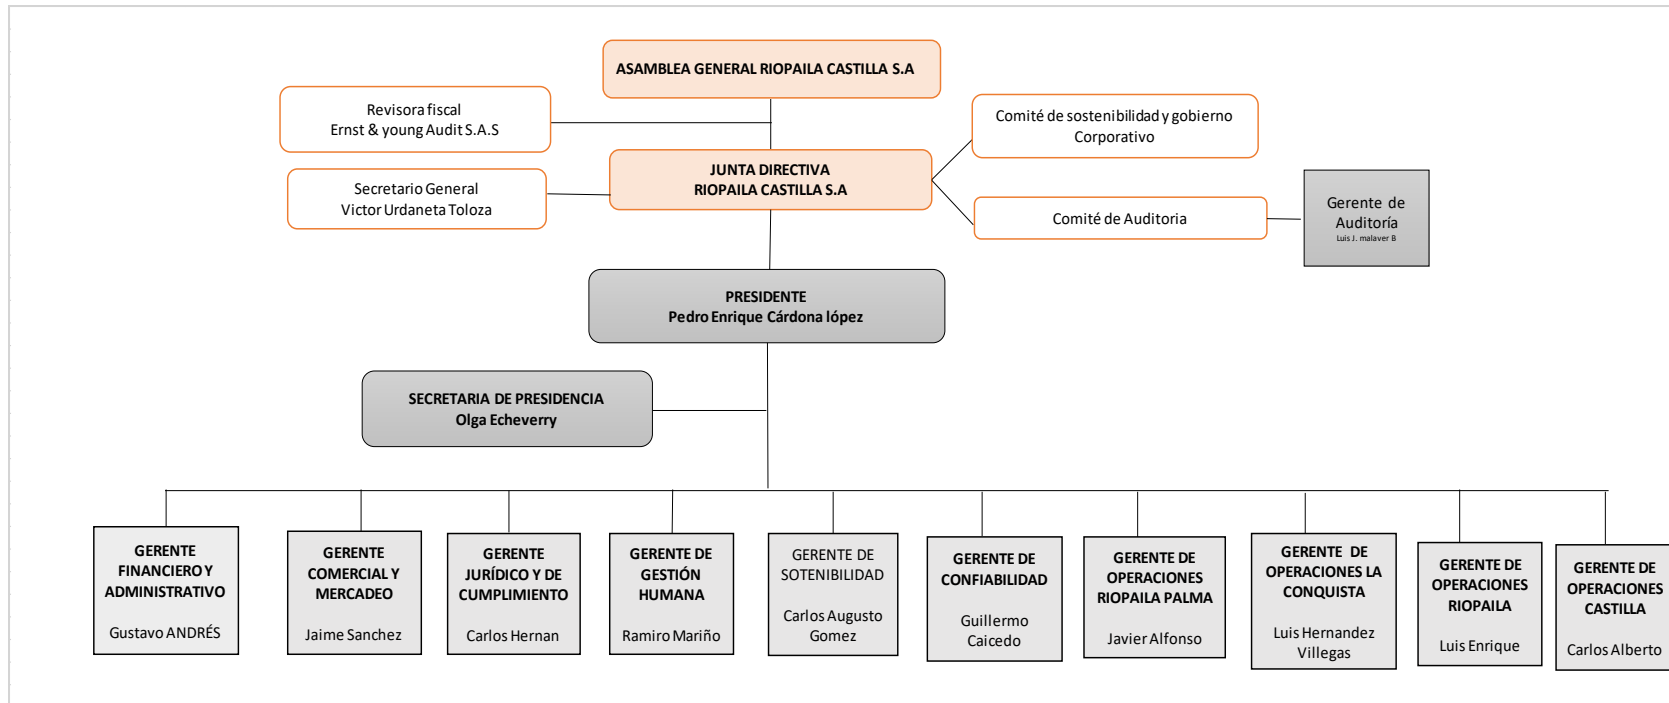 ASAMBLEA GENERAL RIOPAILA CASTILLA S.A
Revisora fiscal
Ernst & young Audit S.A.S
Comité de sostenibilidad y gobierno
Corporativo
JUNTA DIRECTIVA
RIOPAILA CASTILLA S.A
Secretario General
Victor Urdaneta Toloza
Comité de Auditoria
Gerente de
Auditoría
Luis J. malaver B
PRESIDENTE
Pedro Enrique Cárdona lópez
SECRETARIA DE PRESIDENCIA
Olga Echeverry
GERENTE
FINANCIERO Y
ADMINISTRATIVO
Gustavo ANDRÉS
GERENTE
COMERCIAL Y
MERCADEO
Jaime Sanchez
GERENTE
JURÍDICO Y DE
CUMPLIMIENTO
Carlos Hernan
GERENTE DE
GESTIÓN
HUMANA
Ramiro Mariño
GERENTE DE
SOTENIBILIDAD
Carlos Augusto
Gomez
GERENTE DE
CONFIABILIDAD
Guillermo
Caicedo
GERENTE DE
OPERACIONES
RIOPAILA PALMA
Javier Alfonso
GERENTE DE
OPERACIONES LA
CONQUISTA
Luis Hernandez
Villegas
GERENTE DE
OPERACIONES
RIOPAILA
Luis Enrique
GERENTE DE
OPERACIONES
CASTILLA
Carlos Alberto